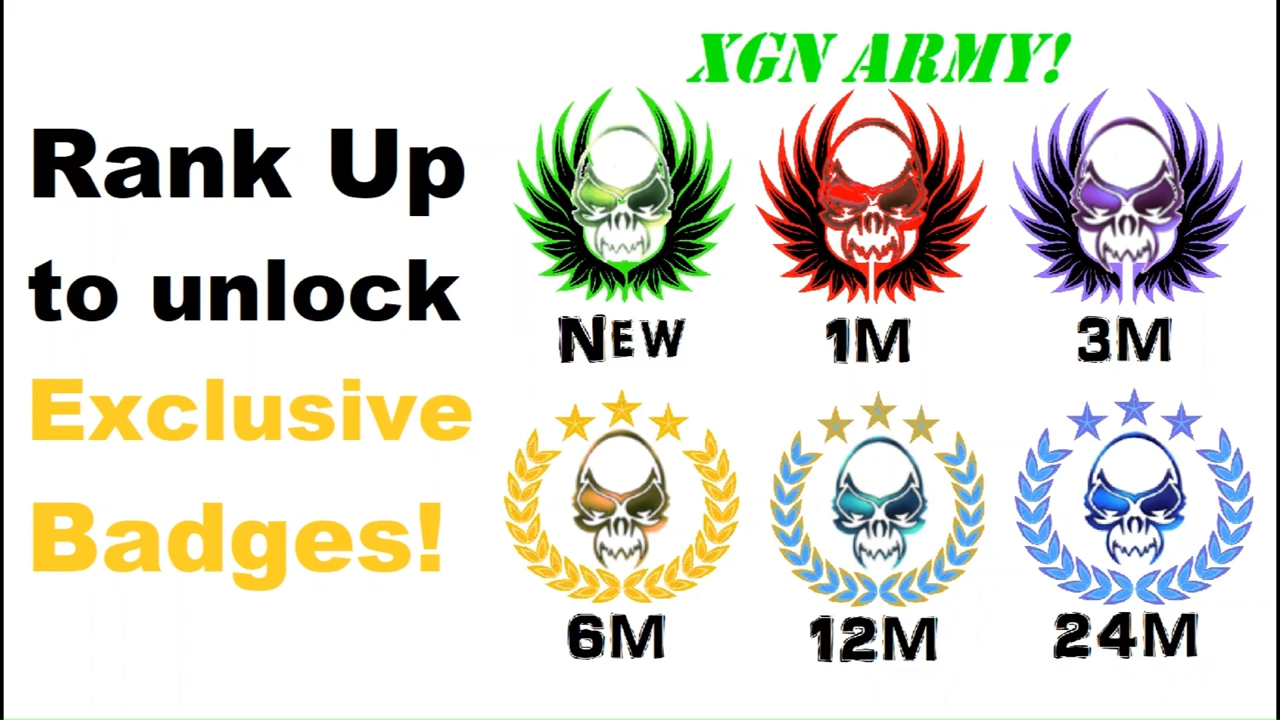 Rank Up
to unlock
Exclusive
Badges!
XGN ARMY!
New
1M
3M
6M
12M
24M